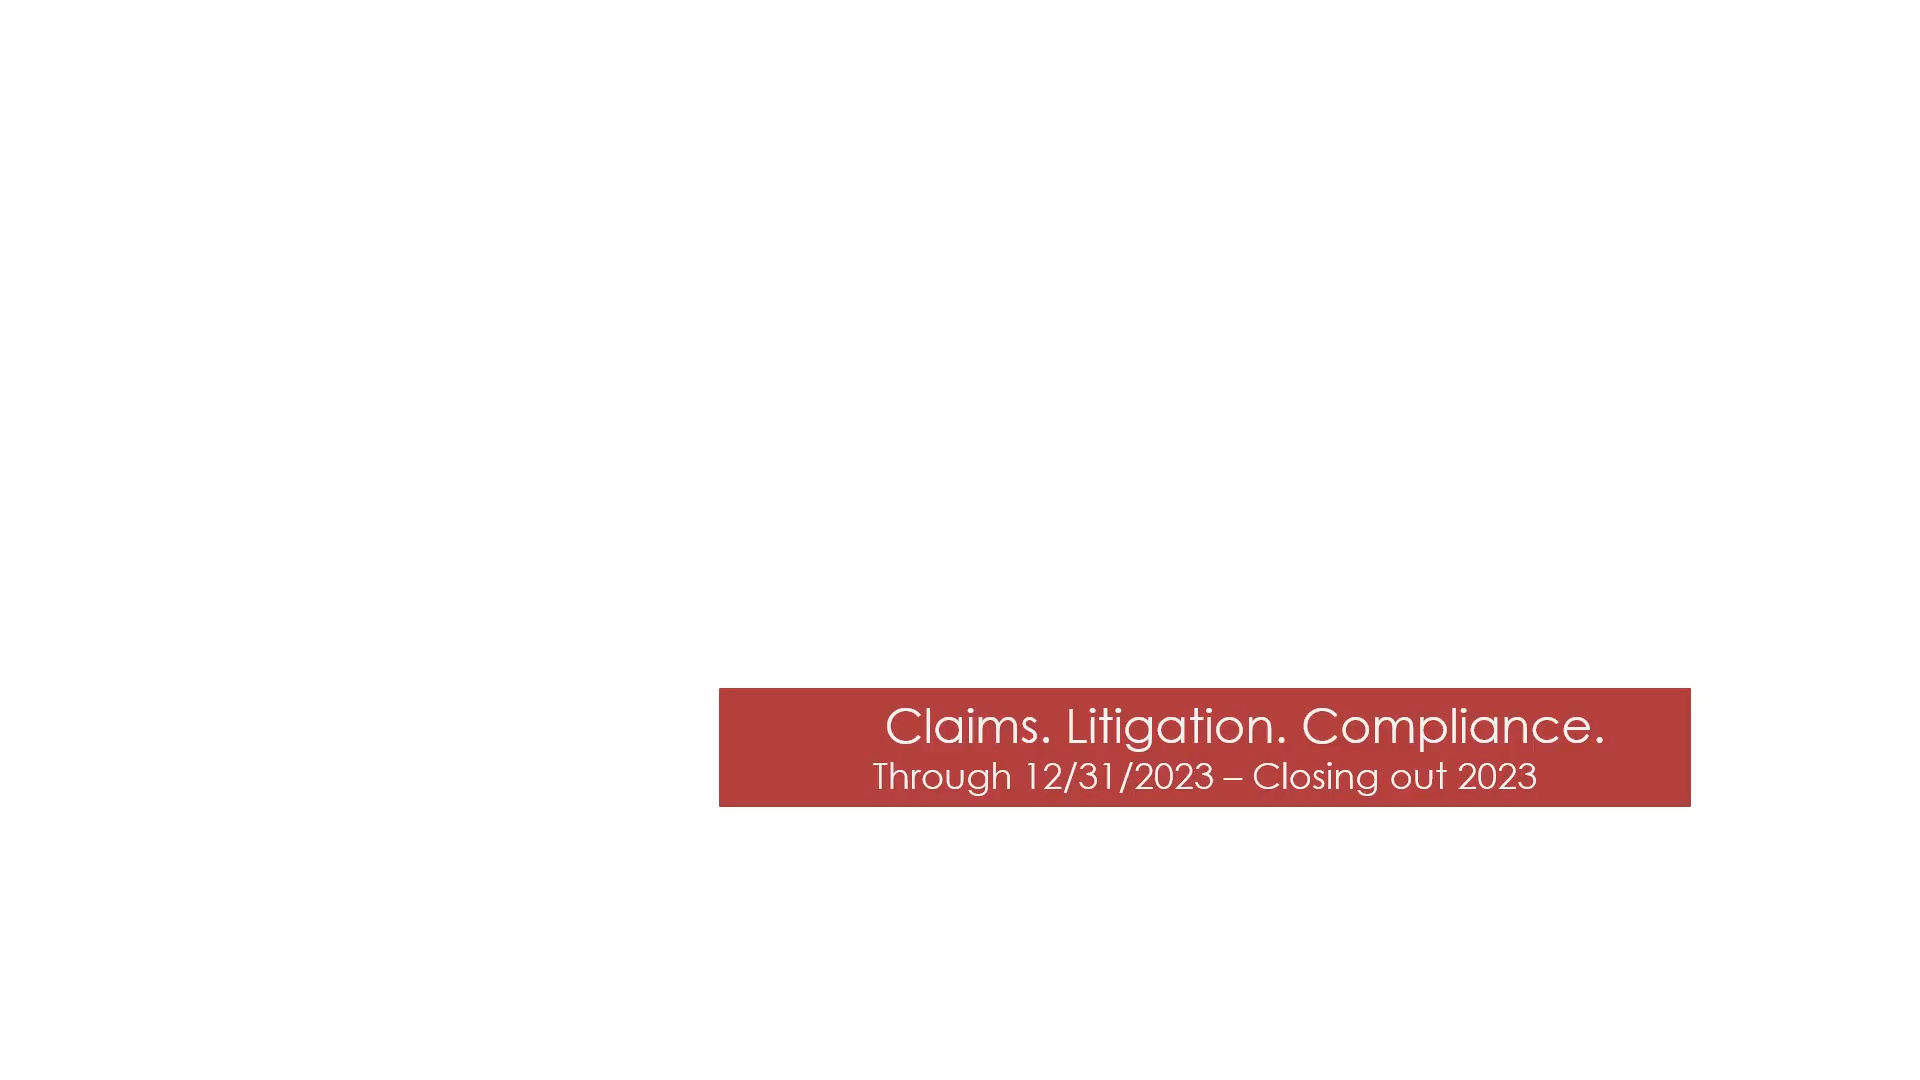 Claims. Litigation. Compliance.
Through 12/31/2023 – Closing out 2023